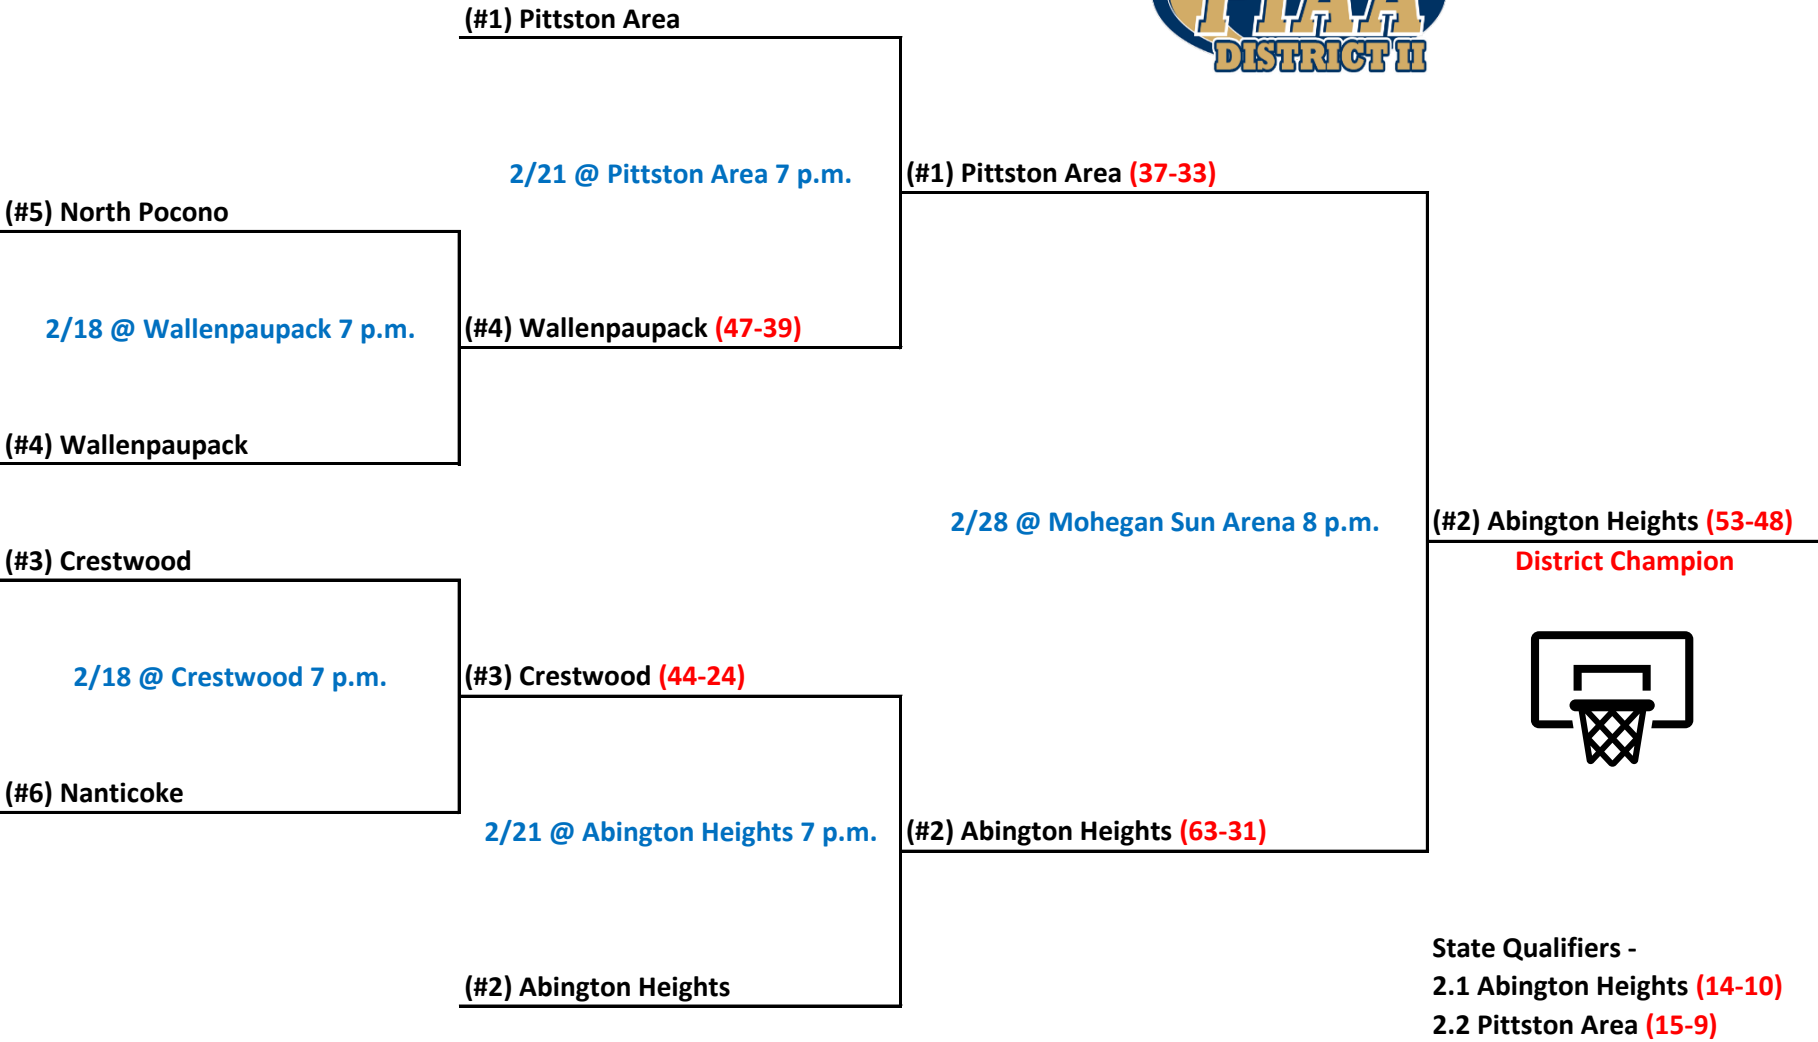 (#1) Pittston Area
PIAA
DISTRICT II
2/21 @ Pittston Area 7 p.m.
(#1) Pittston Area (37-33)
(#5) North Pocono
2/18 @ Wallenpaupack 7 p.m.
(#4) Wallenpaupack (47-39)
(#4) Wallenpaupack
2/28 @ Mohegan Sun Arena 8 p.m.
(#2) Abington Heights (53-48)
District Champion
(#3) Crestwood
2/18 @ Crestwood 7 p.m.
(#3) Crestwood (44-24)
(#6) Nanticoke
2/21 @ Abington Heights 7 p.m.
(#2) Abington Heights (63-31)
(#2) Abington Heights
State Qualifiers -
2.1 Abington Heights (14-10)
2.2 Pittston Area (15-9)